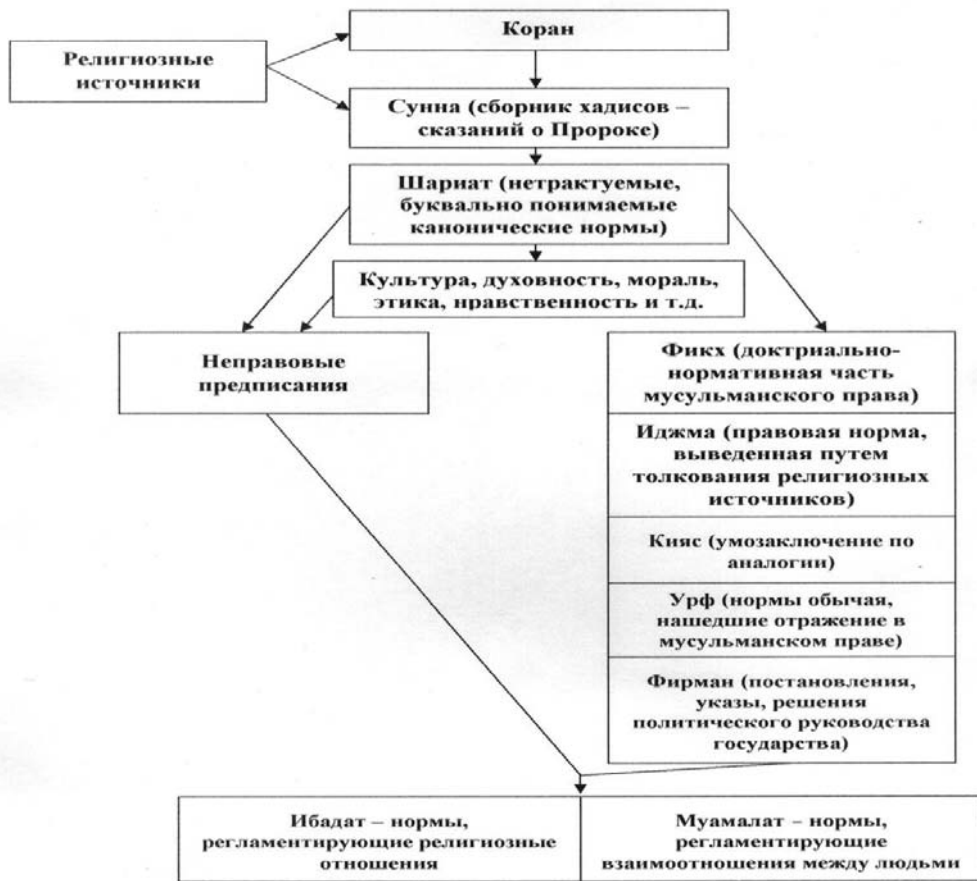 Религиозные
источники
Коран
Сунна (сборник хадисов –
сказаний о Пророке)
Шариат (нетрактуемые,
буквально понимаемые
канонические нормы)
Культура, духовность, мораль,
этика, нравственность и т.д.
Неправовые
предписания
Фикх (доктриально-
нормативная часть
мусульманского права)
Иджма (правовая норма,
выведенная путем
толкования религиозных
источников)
Кияс (умозаключение по
аналогии)
Урф (нормы обычая,
нашедшие отражение в
мусульманском праве)
Фирман (постановления,
указы, решения
политического руководства
государства)
Ибадат – нормы,
регламентирующие религиозные
отношения
Муамалат – нормы,
регламентирующие
взаимоотношения между людьми